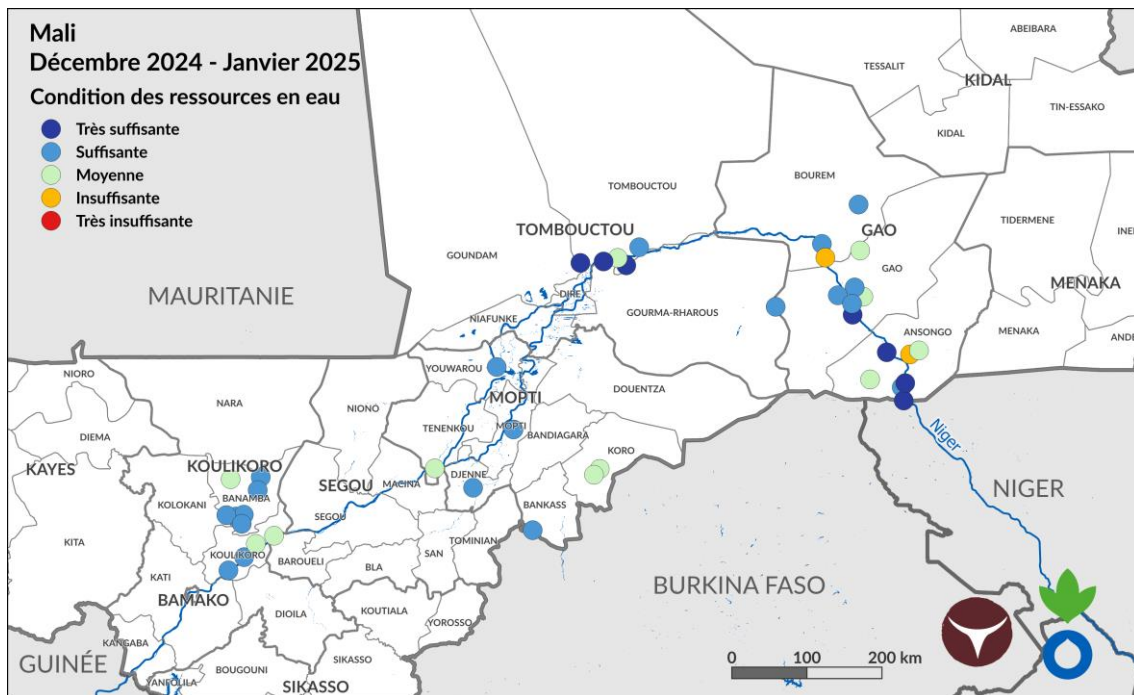 Mali
Décembre 2024 - Janvier 2025
Condition des ressources en eau
Très suffisante
Suffisante
Moyenne
Insuffisante
Très insuffisante
ABEIBARA
TESSALIT
KIDAL
TIN-ESSAKO
KIDAL
BOUREM
TOMBOUCTOU
TOMBOUCTOU
GAO
TIDERMENE
INE
GOUNDAM
GAO
MENAKA
MAURITANIE
DIRE
NIAFUNKE
GOURMA-RHAROUS
MENAKA
ANSONGO
ANDE
NIORO
YOUWAROU
DOUENTZA
NARA
NIONO
MOPTI
TENENKOU
MOPTI
BANDIAGARA
Niger
DIEMA
KORO
KAYES
KOULIKORO
SEGOU
MACINA
DJENNE
NIGER
KOLOKANI
BANAMBA
BANKASS
SEGOU
KITA
KOULIKORO
TOMINIAN
SAN
BAROUELI
BLA
KATI
BURKINA FASO
BAMAKO
DIOILA
KOUTIALA
YOROSSO
KANGABA
GUINÉE
BOUGOUNI
SIKASSO
YANFOLILA
SIKASSO
0 100 200 km